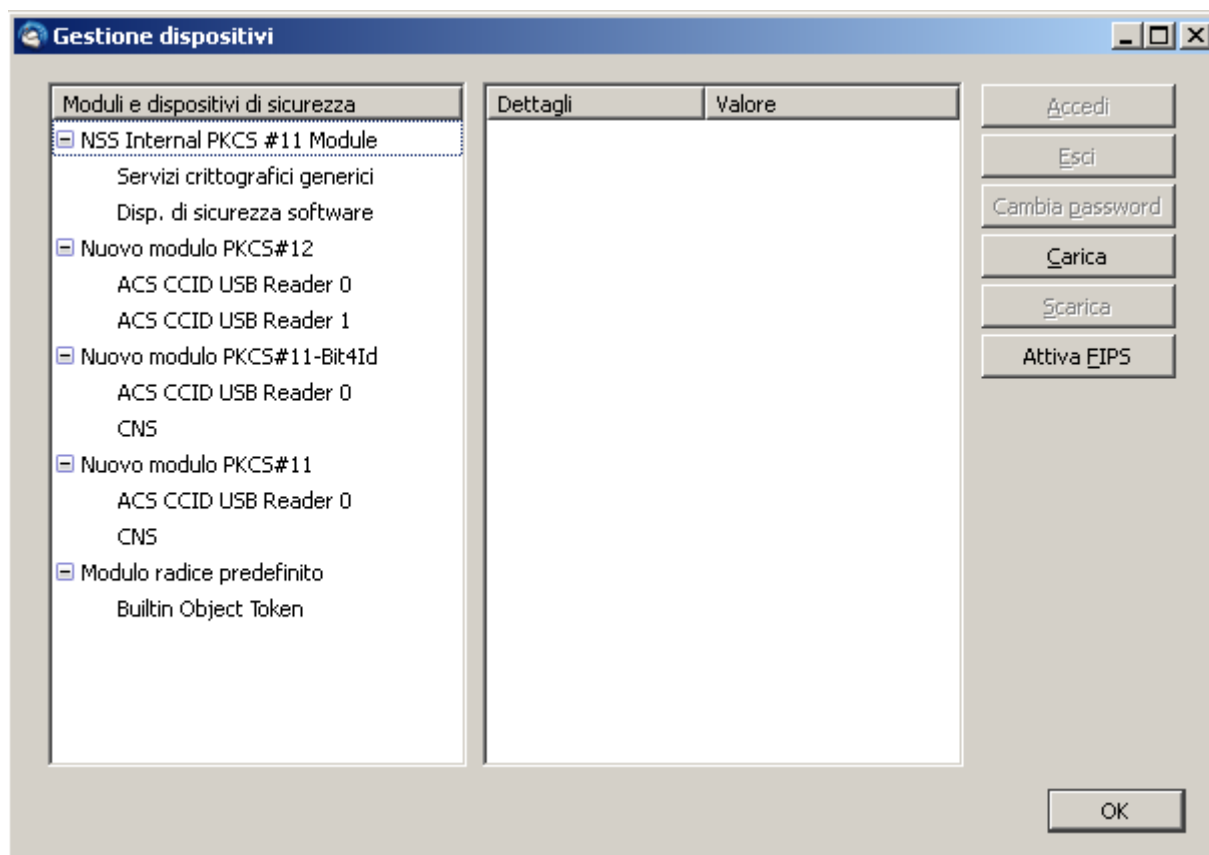 Gestione dispositivi
Moduli e dispositivi di sicurezza
NSS Internal PKCS #11 Module
Servizi crittografici generici
Disp. di sicurezza software
Nuovo modulo PKCS#12
ACS CCID USB Reader 0
ACS CCID USB Reader 1
Nuovo modulo PKCS#11-Bit4Id
ACS CCID USB Reader 0
CNS
Nuovo modulo PKCS#11
ACS CCID USB Reader 0
CNS
Modulo radice predefinito
Builtin Object Token
Dettagli
Valore
Accedi
Esci
Cambia password
Carica
Scarica
Attiva FIPS
OK